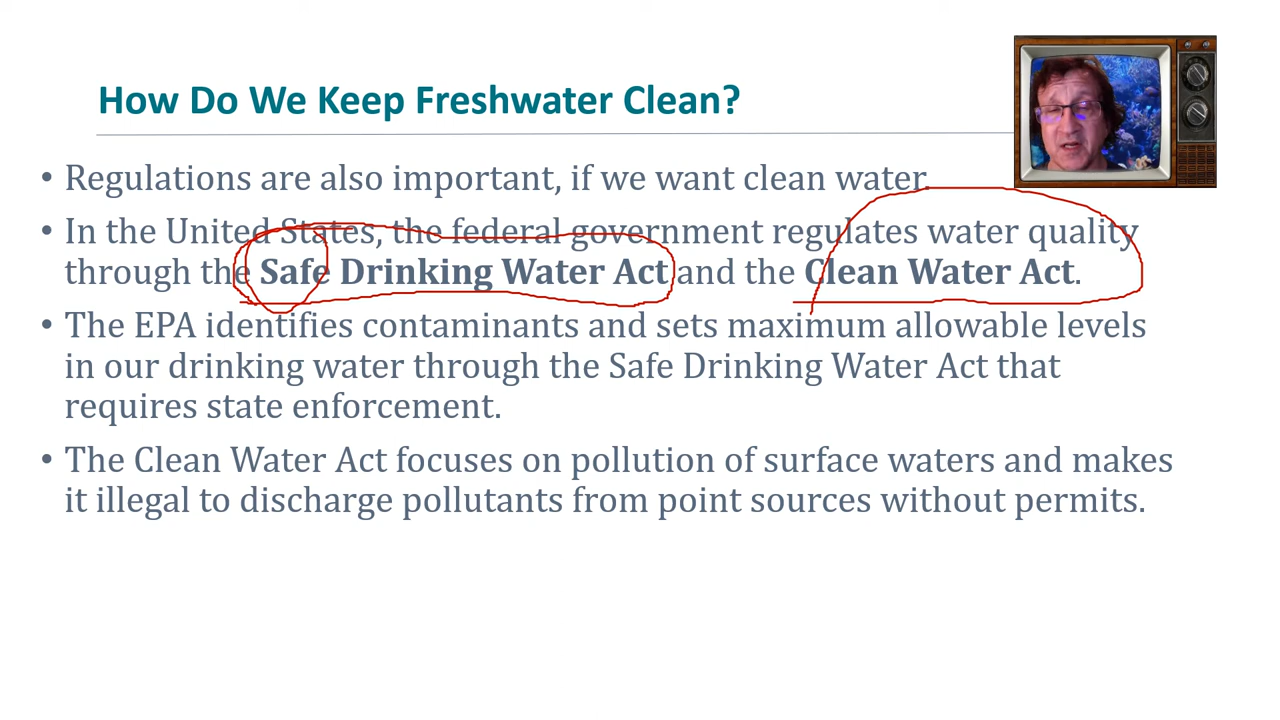 How Do We Keep Freshwater Clean?
• Regulations are also important, if we want clean water.
• In the United States, the federal government regulates water quality
through the Safe Drinking Water Act and the Clean Water Act.
• The EPA identifies contaminants and sets maximum allowable levels
in our drinking water through the Safe Drinking Water Act that
requires state enforcement.
• The Clean Water Act focuses on pollution of surface waters and makes
it illegal to discharge pollutants from point sources without permits.